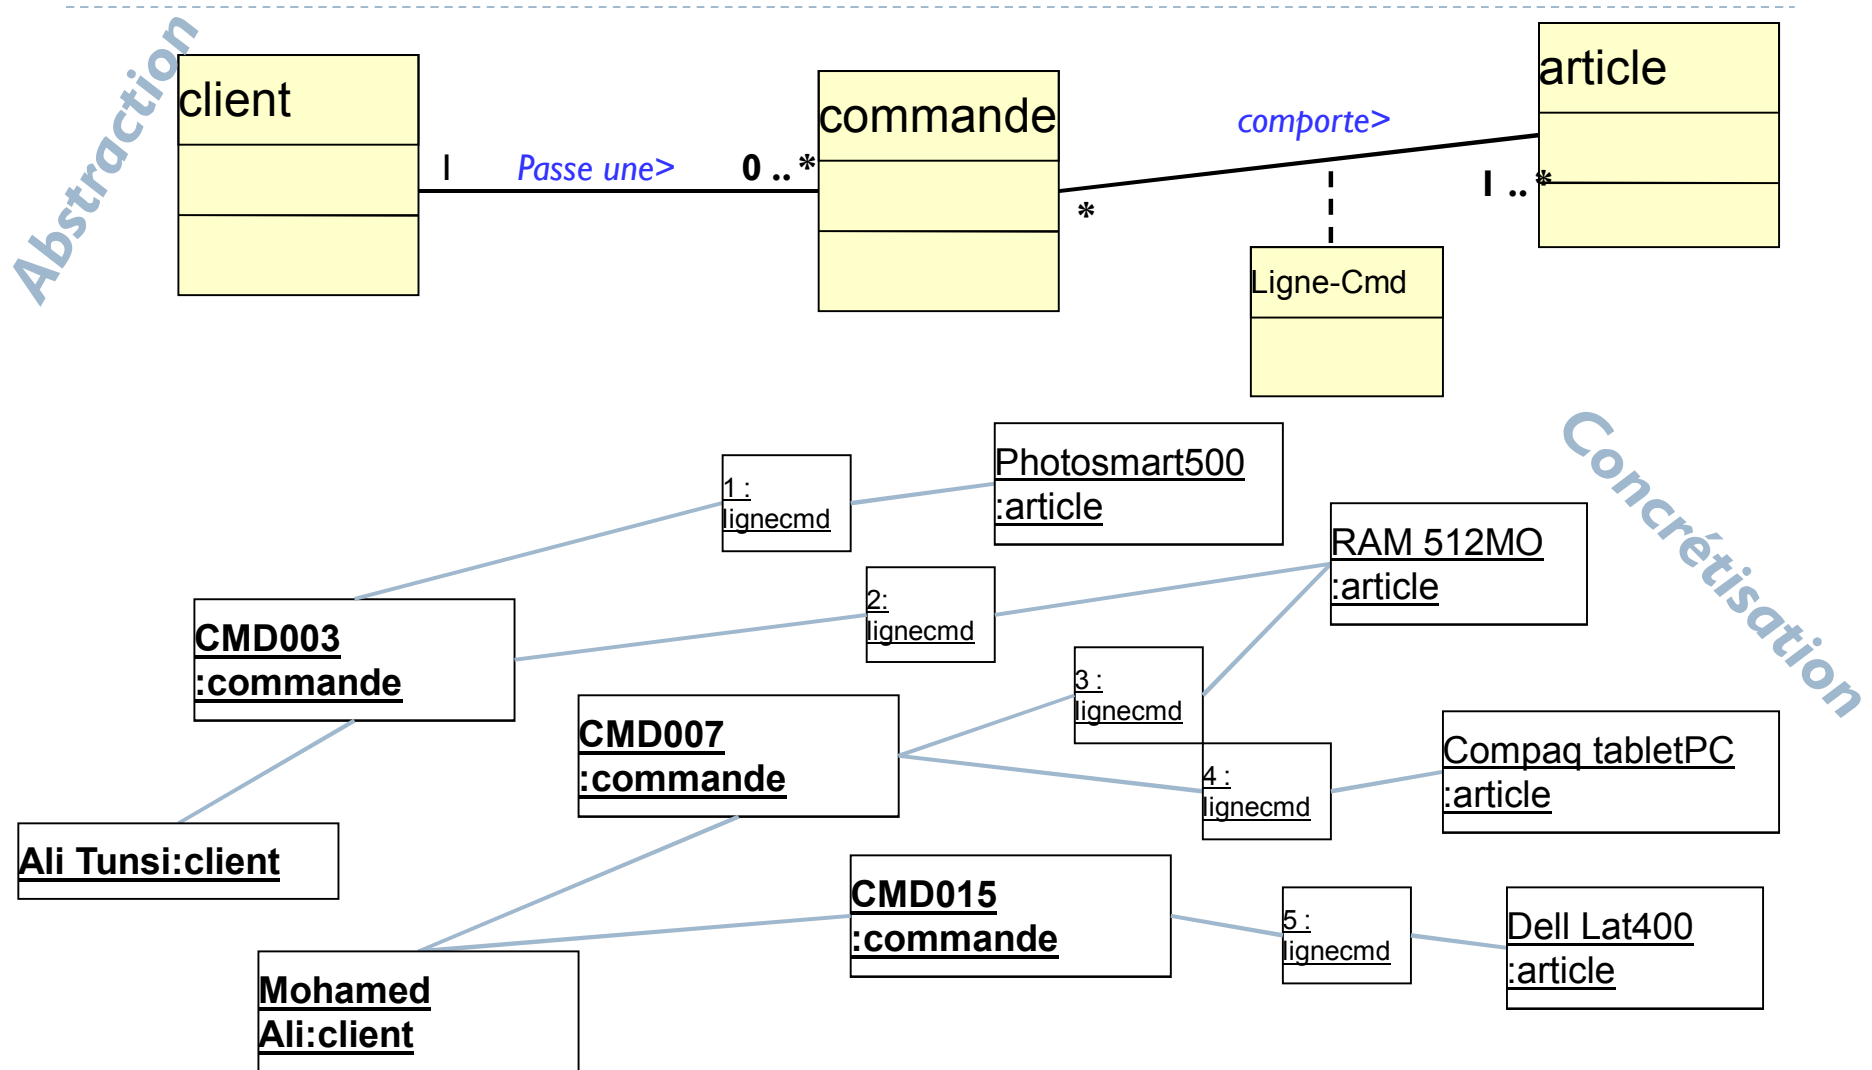 Abstraction
client
commande
article
1
Passe une>
0 .. *
comporte>
*
1 .. *
Ligne-Cmd
Concrétisation
1 :
lignecmd
Photosmart500
:article
2:
lignecmd
RAM 512MO
:article
CMD003
:commande
3 :
lignecmd
CMD007
:commande
4 :
lignecmd
Compaq tabletPC
:article
Ali Tunsi:client
CMD015
:commande
5 :
lignecmd
Dell Lat400
:article
Mohamed
Ali:client